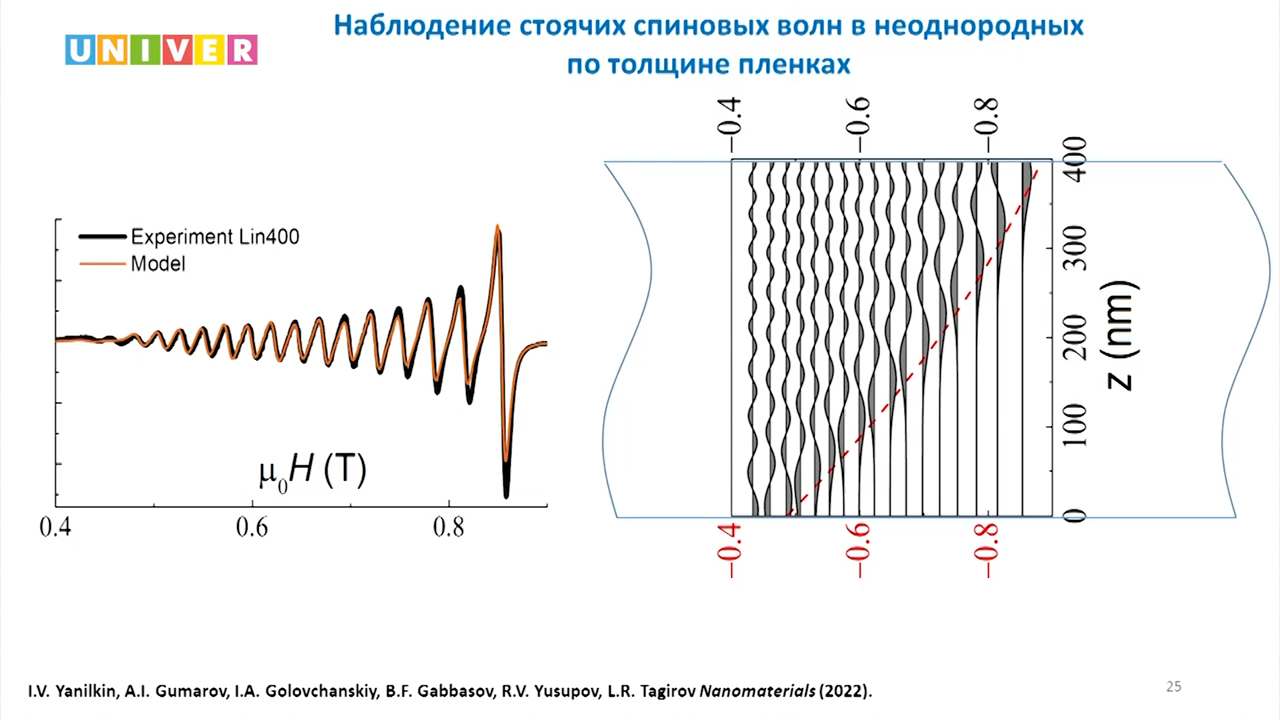 UNIVER
Наблюдение стоячих спиновых волн в неоднородных
по толщине пленках
Experiment Lin400
Model
μ0H (T)
0.4
0.6
0.8
0.4
0.6
0.8
0
100
200
300
400
z (nm)
0.4
0.6
0.8
I.V. Yanilkin, A.I. Gumarov, I.A. Golovchanskiy, B.F. Gabbasov, R.V. Yusupov, L.R. Tagirov Nanomaterials (2022).
25